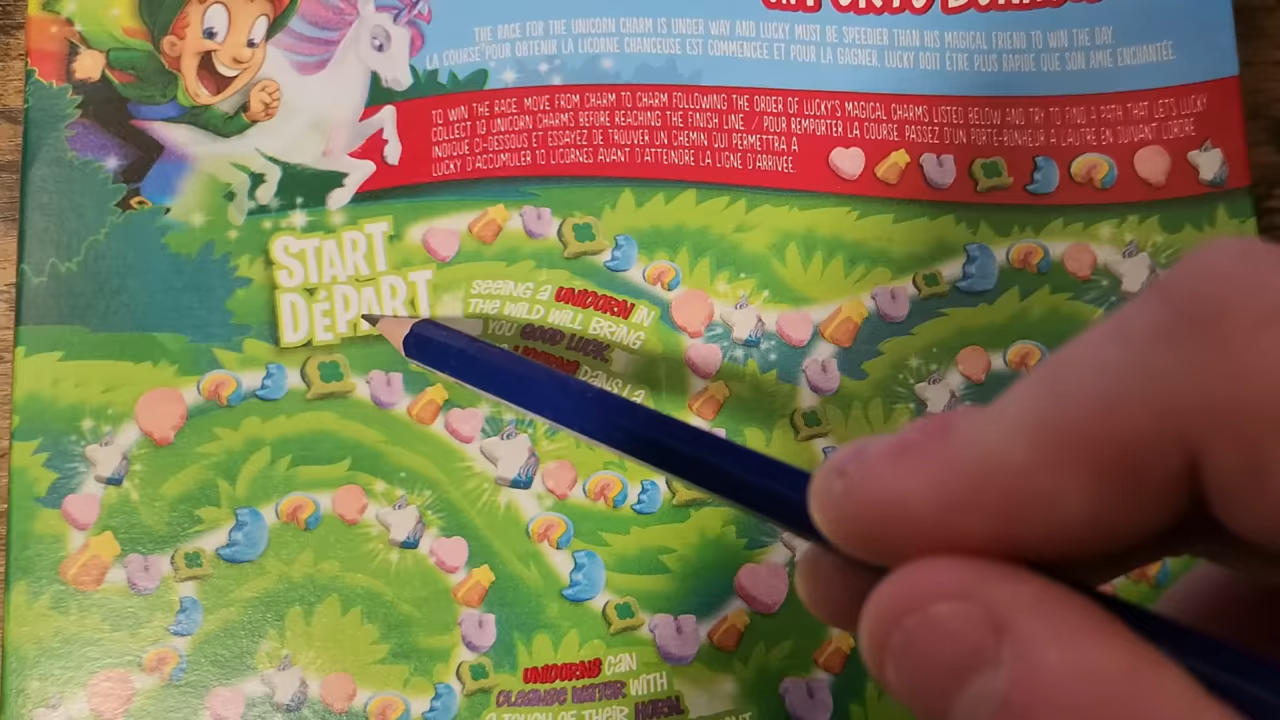 THE RACE FOR THE UNICORN CHARM IS UNDER WAY AND LUCKY MUST BE SPEEDIER THAN HIS MAGICAL FRIEND TO WIN THE DAY.
LA COURSE POUR OBTENIR LA LICORNE CHANCEUSE EST COMMENCÉE ET POUR LA GAGNER, LUCKY DOIT ÊTRE PLUS RAPIDE QUE SON AMIE ENCHANTÉE.
TO WIN THE RACE, MOVE FROM CHARM TO CHARM FOLLOWING THE ORDER OF LUCKY'S MAGICAL CHARMS LISTED BELOW AND TRY TO FIND A PATH THAT LETS LUCKY
COLLECT 10 UNICORN CHARMS BEFORE REACHING THE FINISH LINE. / POUR REMPORTER LA COURSE, PASSEZ D'UN PORTE-BONHEUR À L'AUTRE EN SUIVANT L'ORDRE
INDIQUÉ CI-DESSOUS ET ESSAYEZ DE TROUVER UN CHEMIN QUI PERMETTRA À
LUCKY D'ACCUMULER 10 LICORNES AVANT D'ATTEINDRE LA LIGNE D'ARRIVÉE.
START
DÉPART
SEEING A UNICORN IN
THE WILD WILL BRING
YOU GOOD LUCK.
DANS LA
UNICORNS CAN
CLEANSE WATER WITH
A TOUCH OF THEIR HORN.